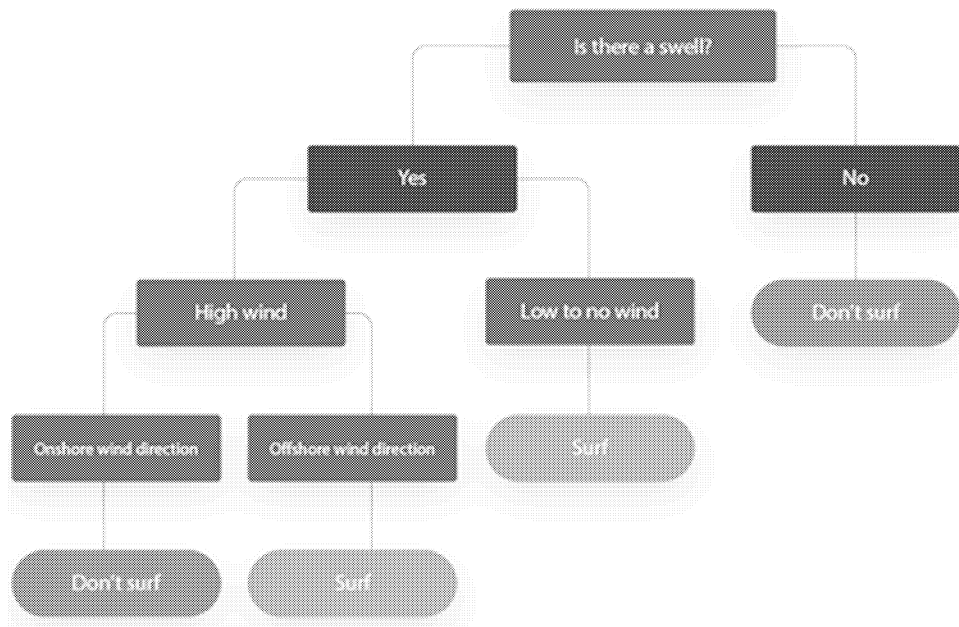 Is there a swell?
Yes
No
High wind
Low to no wind
Don't surf
Onshore wind direction
Offshore wind direction
Surf
Don't surf
Surf